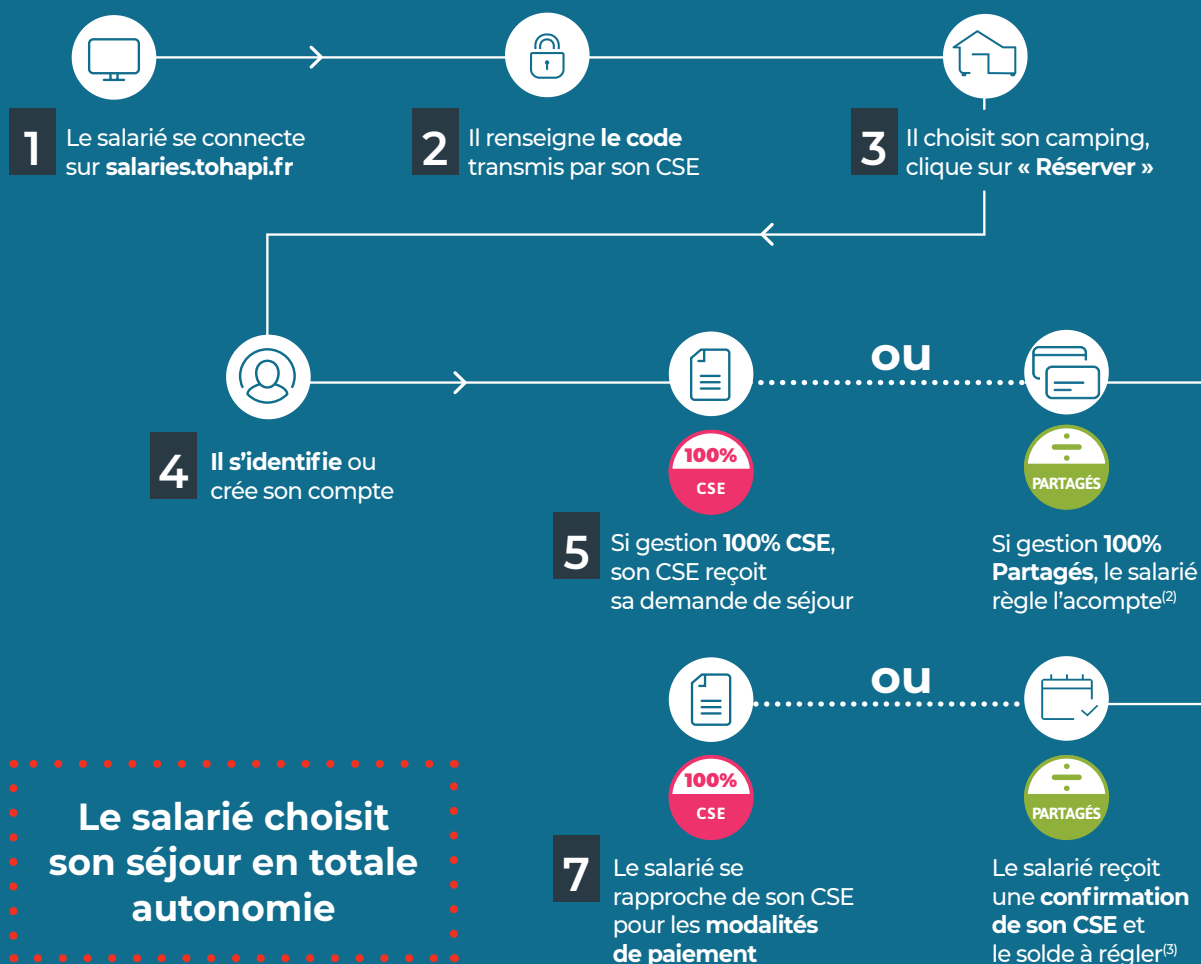 1
Le salarié se connecte
sur salaries.tohapi.fr
2
Il renseigne le code
transmis par son CSE
3
Il choisit son camping,
clique sur « Réserver »
4
Il s’identifie ou
crée son compte
100%
CSE
5
Si gestion 100% CSE,
son CSE reçoit
sa demande de séjour
ou
PARTAGÉS
Si gestion 100%
Partagés, le salarié
règle l’acompte(2)
100%
CSE
7
Le salarié se
rapproche de son CSE
pour les modalités
de paiement
ou
PARTAGÉS
Le salarié reçoit
une confirmation
de son CSE et
le solde à régler(3)
Le salarié choisit
son séjour en totale
autonomie